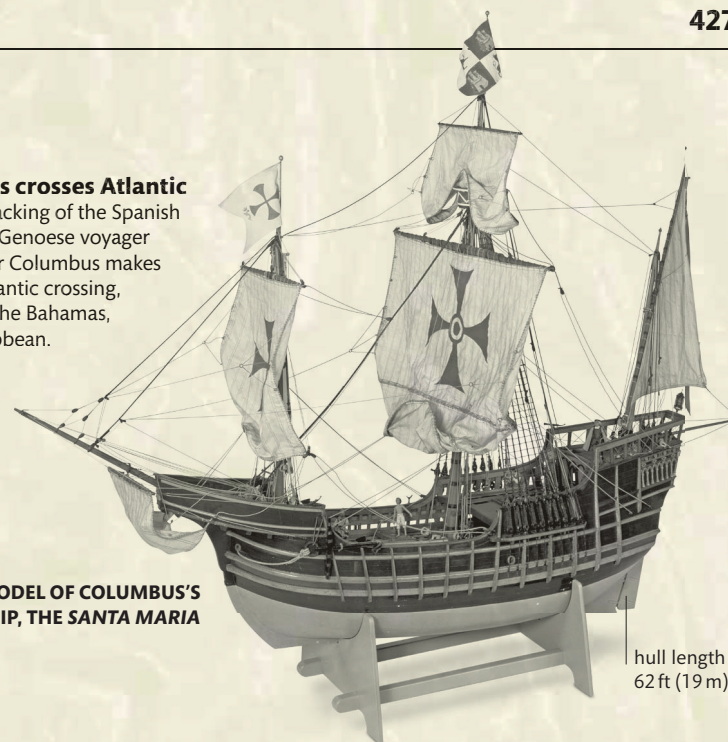 427
s crosses Atlantic
acking of the Spanish
Genoese voyager
r Columbus makes
antic crossing,
he Bahamas,
bbean.
ODEL OF COLUMBUS'S
IP, THE SANTA MARIA
hull length
62 ft (19 m)